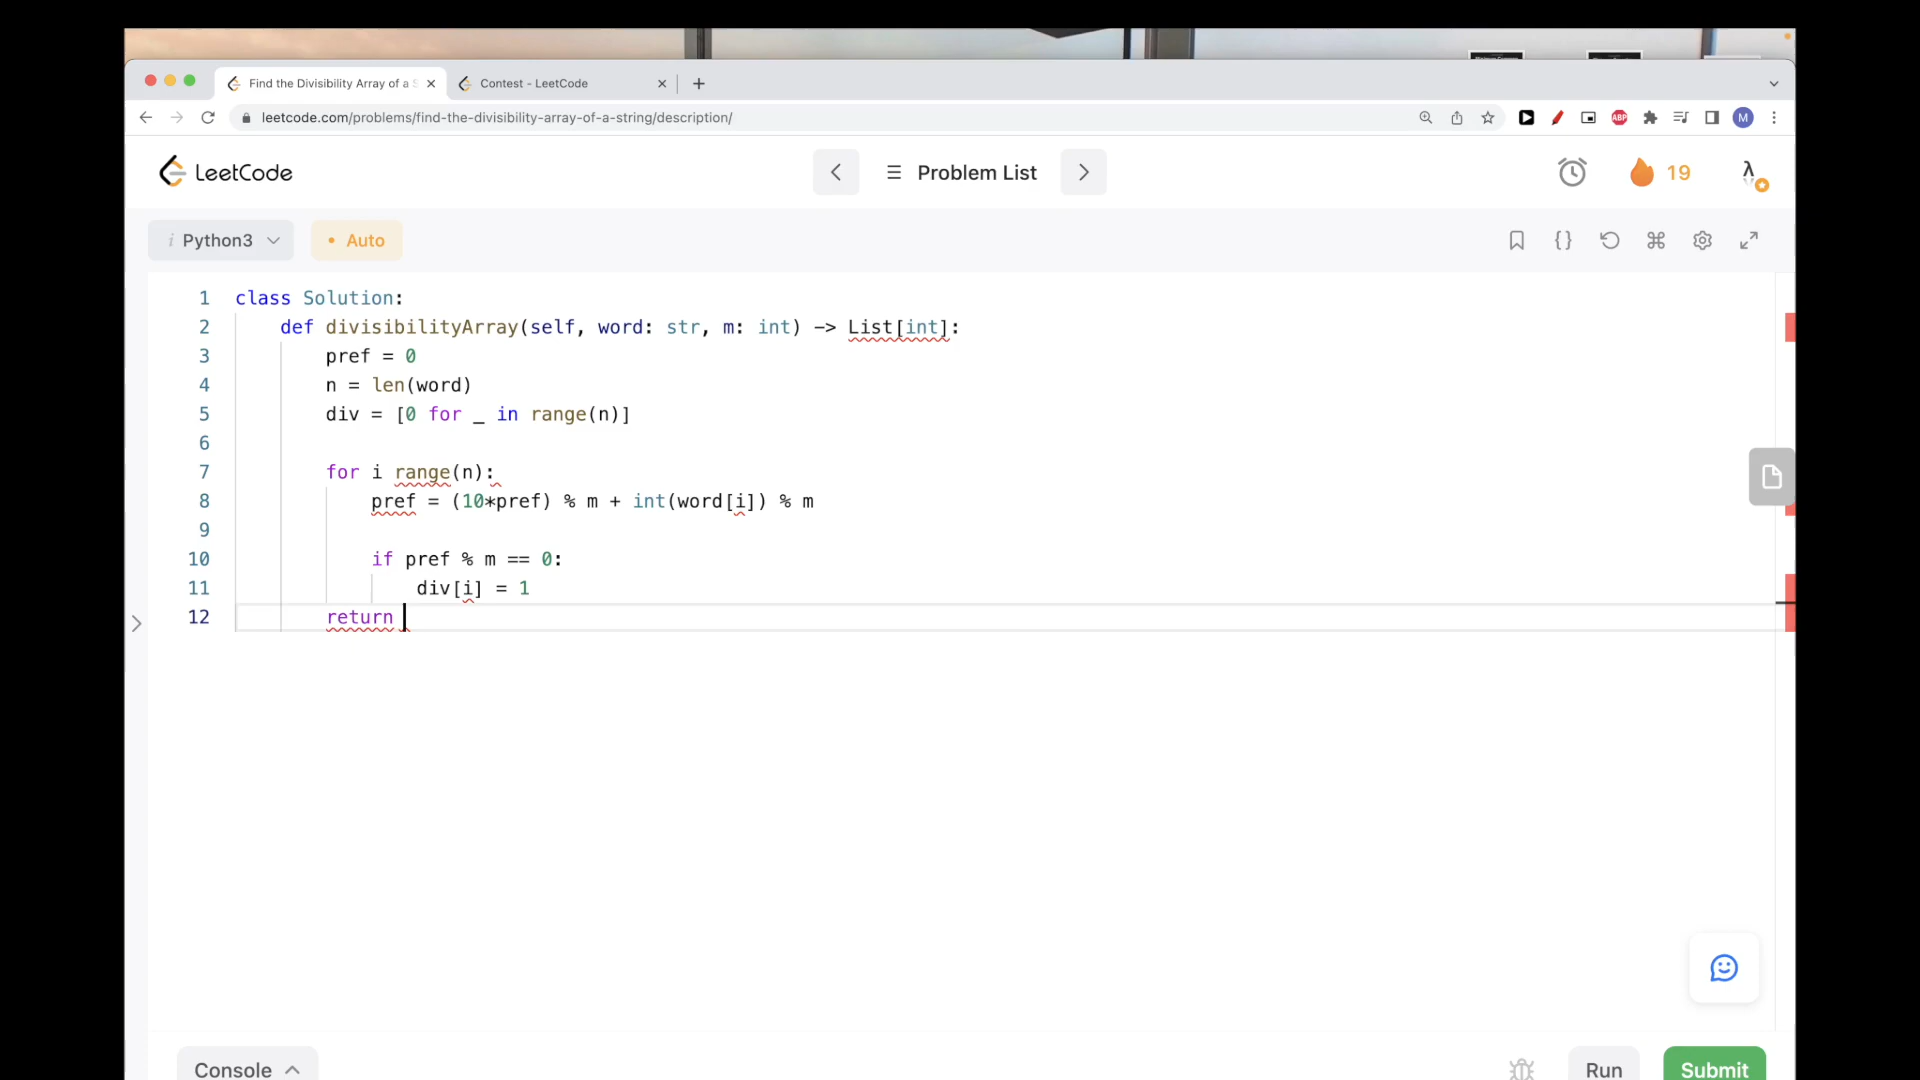 Find the Divisibility Array of a S
Contest - LeetCode
leetcode.com/problems/find-the-divisibility-array-of-a-string/description/
ABP
M
LeetCode
Problem List
19
i Python3
• Auto
1 class Solution:
2 def divisibilityArray(self, word: str, m: int) -> List[int]:
3 pref = 0
4 n = len(word)
5 div = [0 for _ in range(n)]
6
7 for i range(n):
8 pref = (10*pref) % m + int(word[i]) % m
9
10 if pref % m == 0:
11 div[i] = 1
12 return
Console
Run
Submit